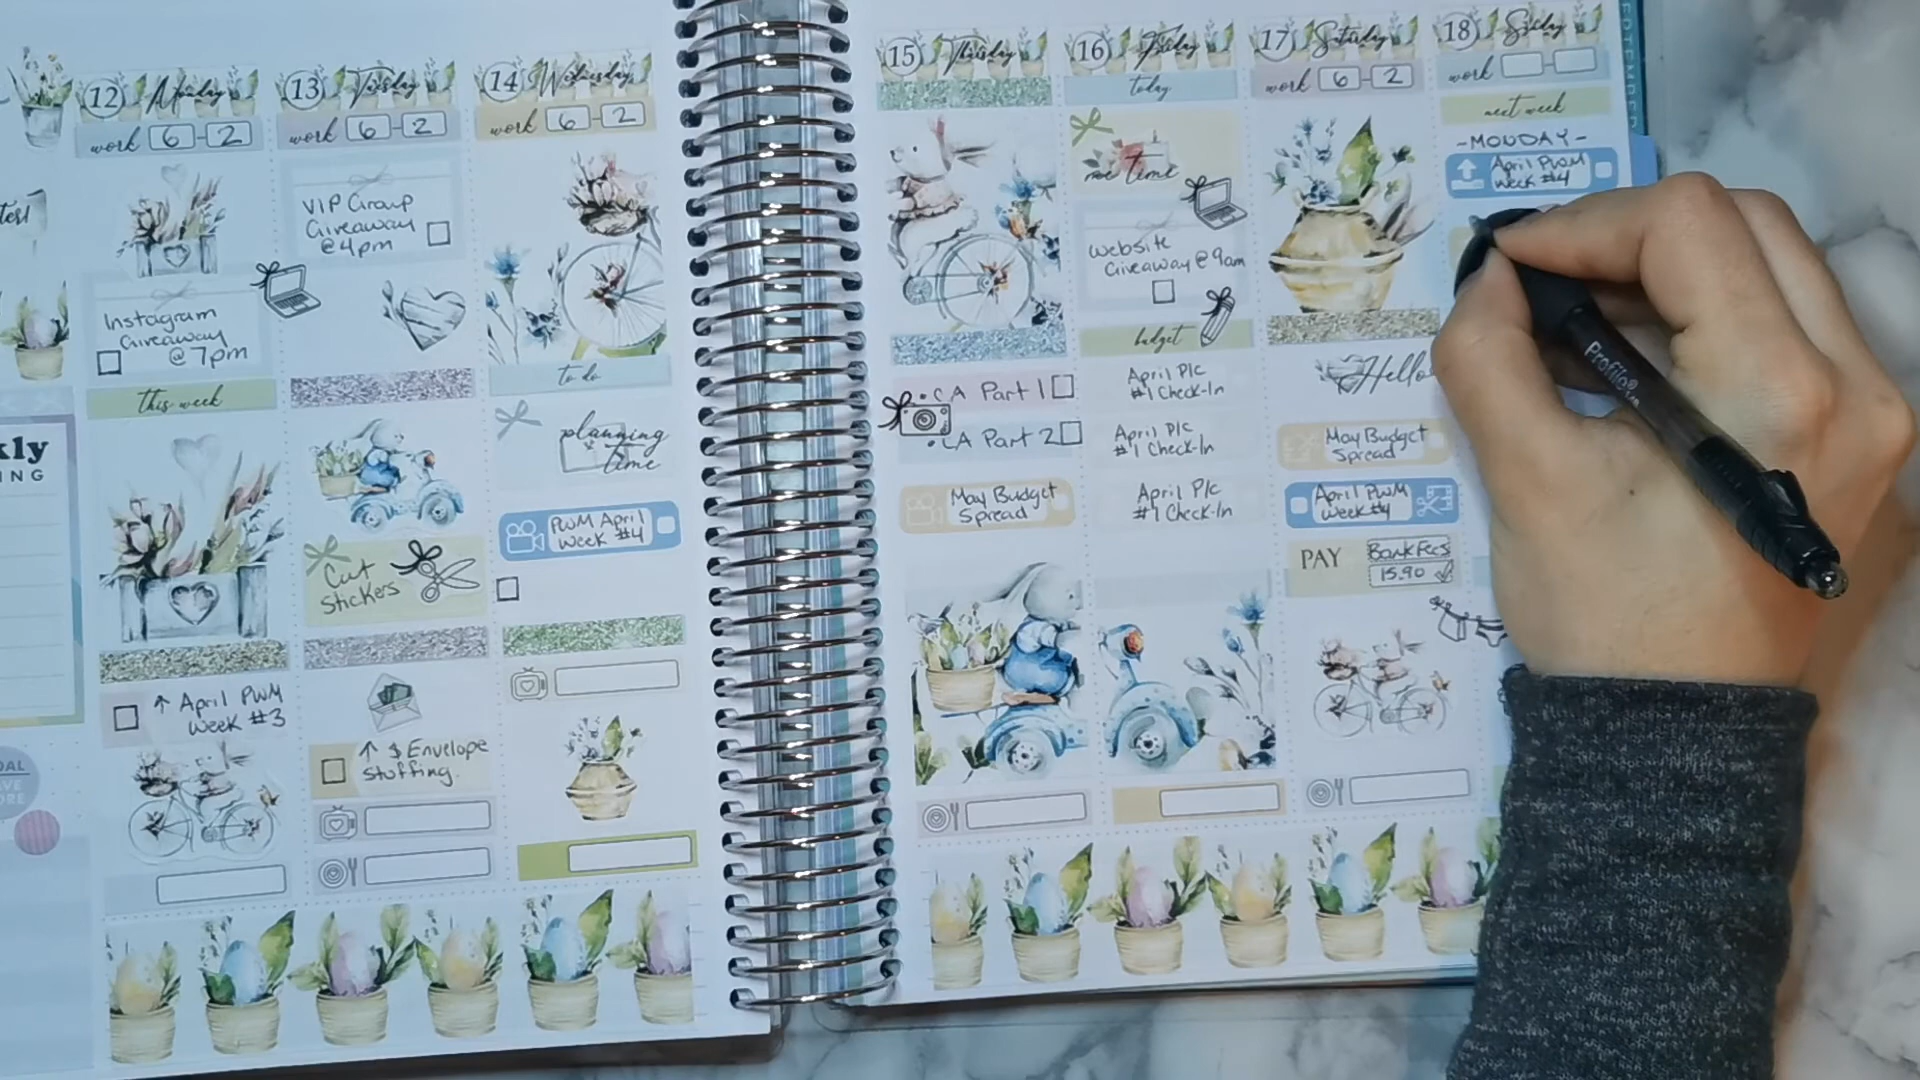 12 Monday
work 6 - 2
Instagram
Giveaway
@ 7pm
this week
↑ April PWM
Week #3
13 Tuesday
work 6 - 2
VIP Group
Giveaway
@ 4pm
Cut
Stickers
↑ $ Envelope
Stuffing
14 Wednesday
work 6 - 2
to do
planning
time
PWM April
Week #4
15 Thursday
• CA Part 1
• CA Part 2
May Budget
Spread
16 Friday
today
me time
Website
Giveaway @ 9am
budget
April P/c
#1 Check-In
April P/c
#1 Check-In
April P/c
#1 Check-In
17 Saturday
work 6 - 2
Hello
May Budget
Spread
April PWM
Week #4
PAY Bank Fees
15.90
18 Sunday
work
next week
- MONDAY -
April PWM
Week #4
Profile